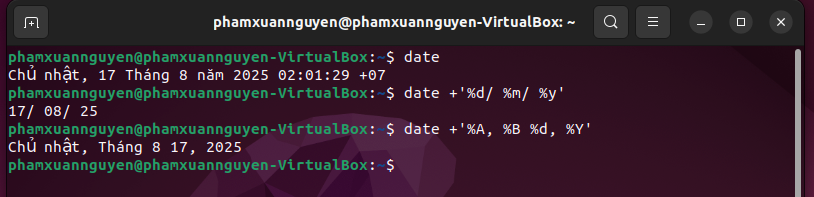 phamxuannguyen@phamxuannguyen-VirtualBox: ~
phamxuannguyen@phamxuannguyen-VirtualBox:~$ date
Chủ nhật, 17 Tháng 8 năm 2025 02:01:29 +07
phamxuannguyen@phamxuannguyen-VirtualBox:~$ date +'%d/ %m/ %y'
17/ 08/ 25
phamxuannguyen@phamxuannguyen-VirtualBox:~$ date +'%A, %B %d, %Y'
Chủ nhật, Tháng 8 17, 2025
phamxuannguyen@phamxuannguyen-VirtualBox:~$